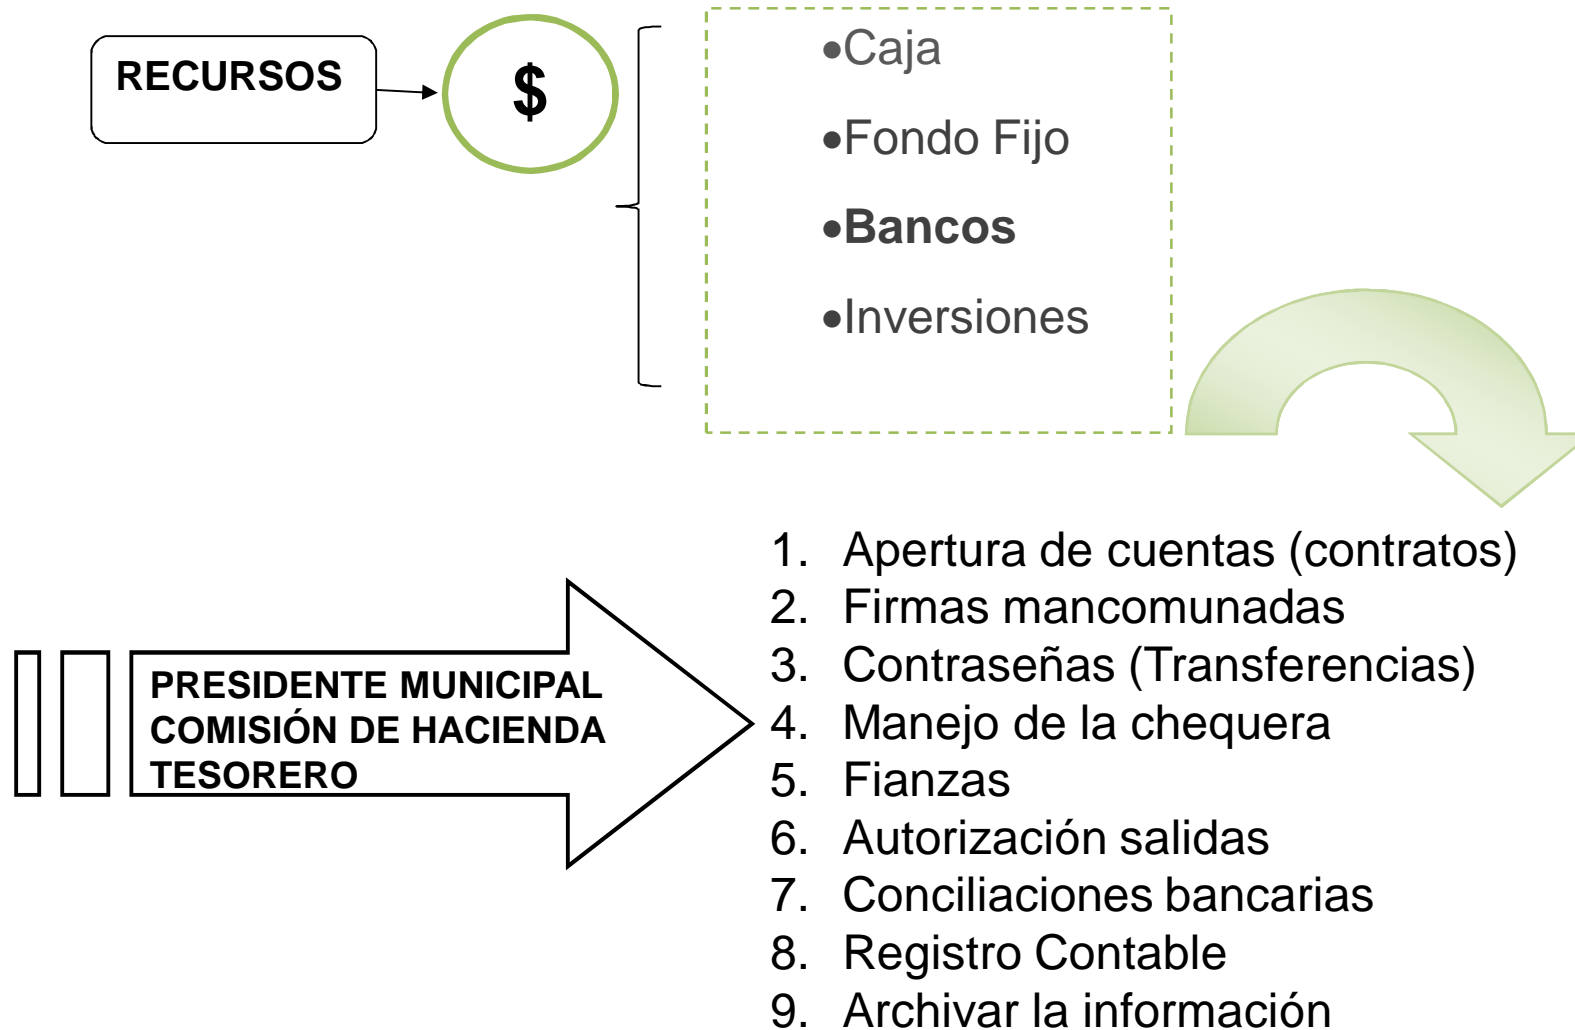 RECURSOS
$
•Caja
•Fondo Fijo
•Bancos
•Inversiones
PRESIDENTE MUNICIPAL
COMISIÓN DE HACIENDA
TESORERO
1. Apertura de cuentas (contratos)
2. Firmas mancomunadas
3. Contraseñas (Transferencias)
4. Manejo de la chequera
5. Fianzas
6. Autorización salidas
7. Conciliaciones bancarias
8. Registro Contable
9. Archivar la información